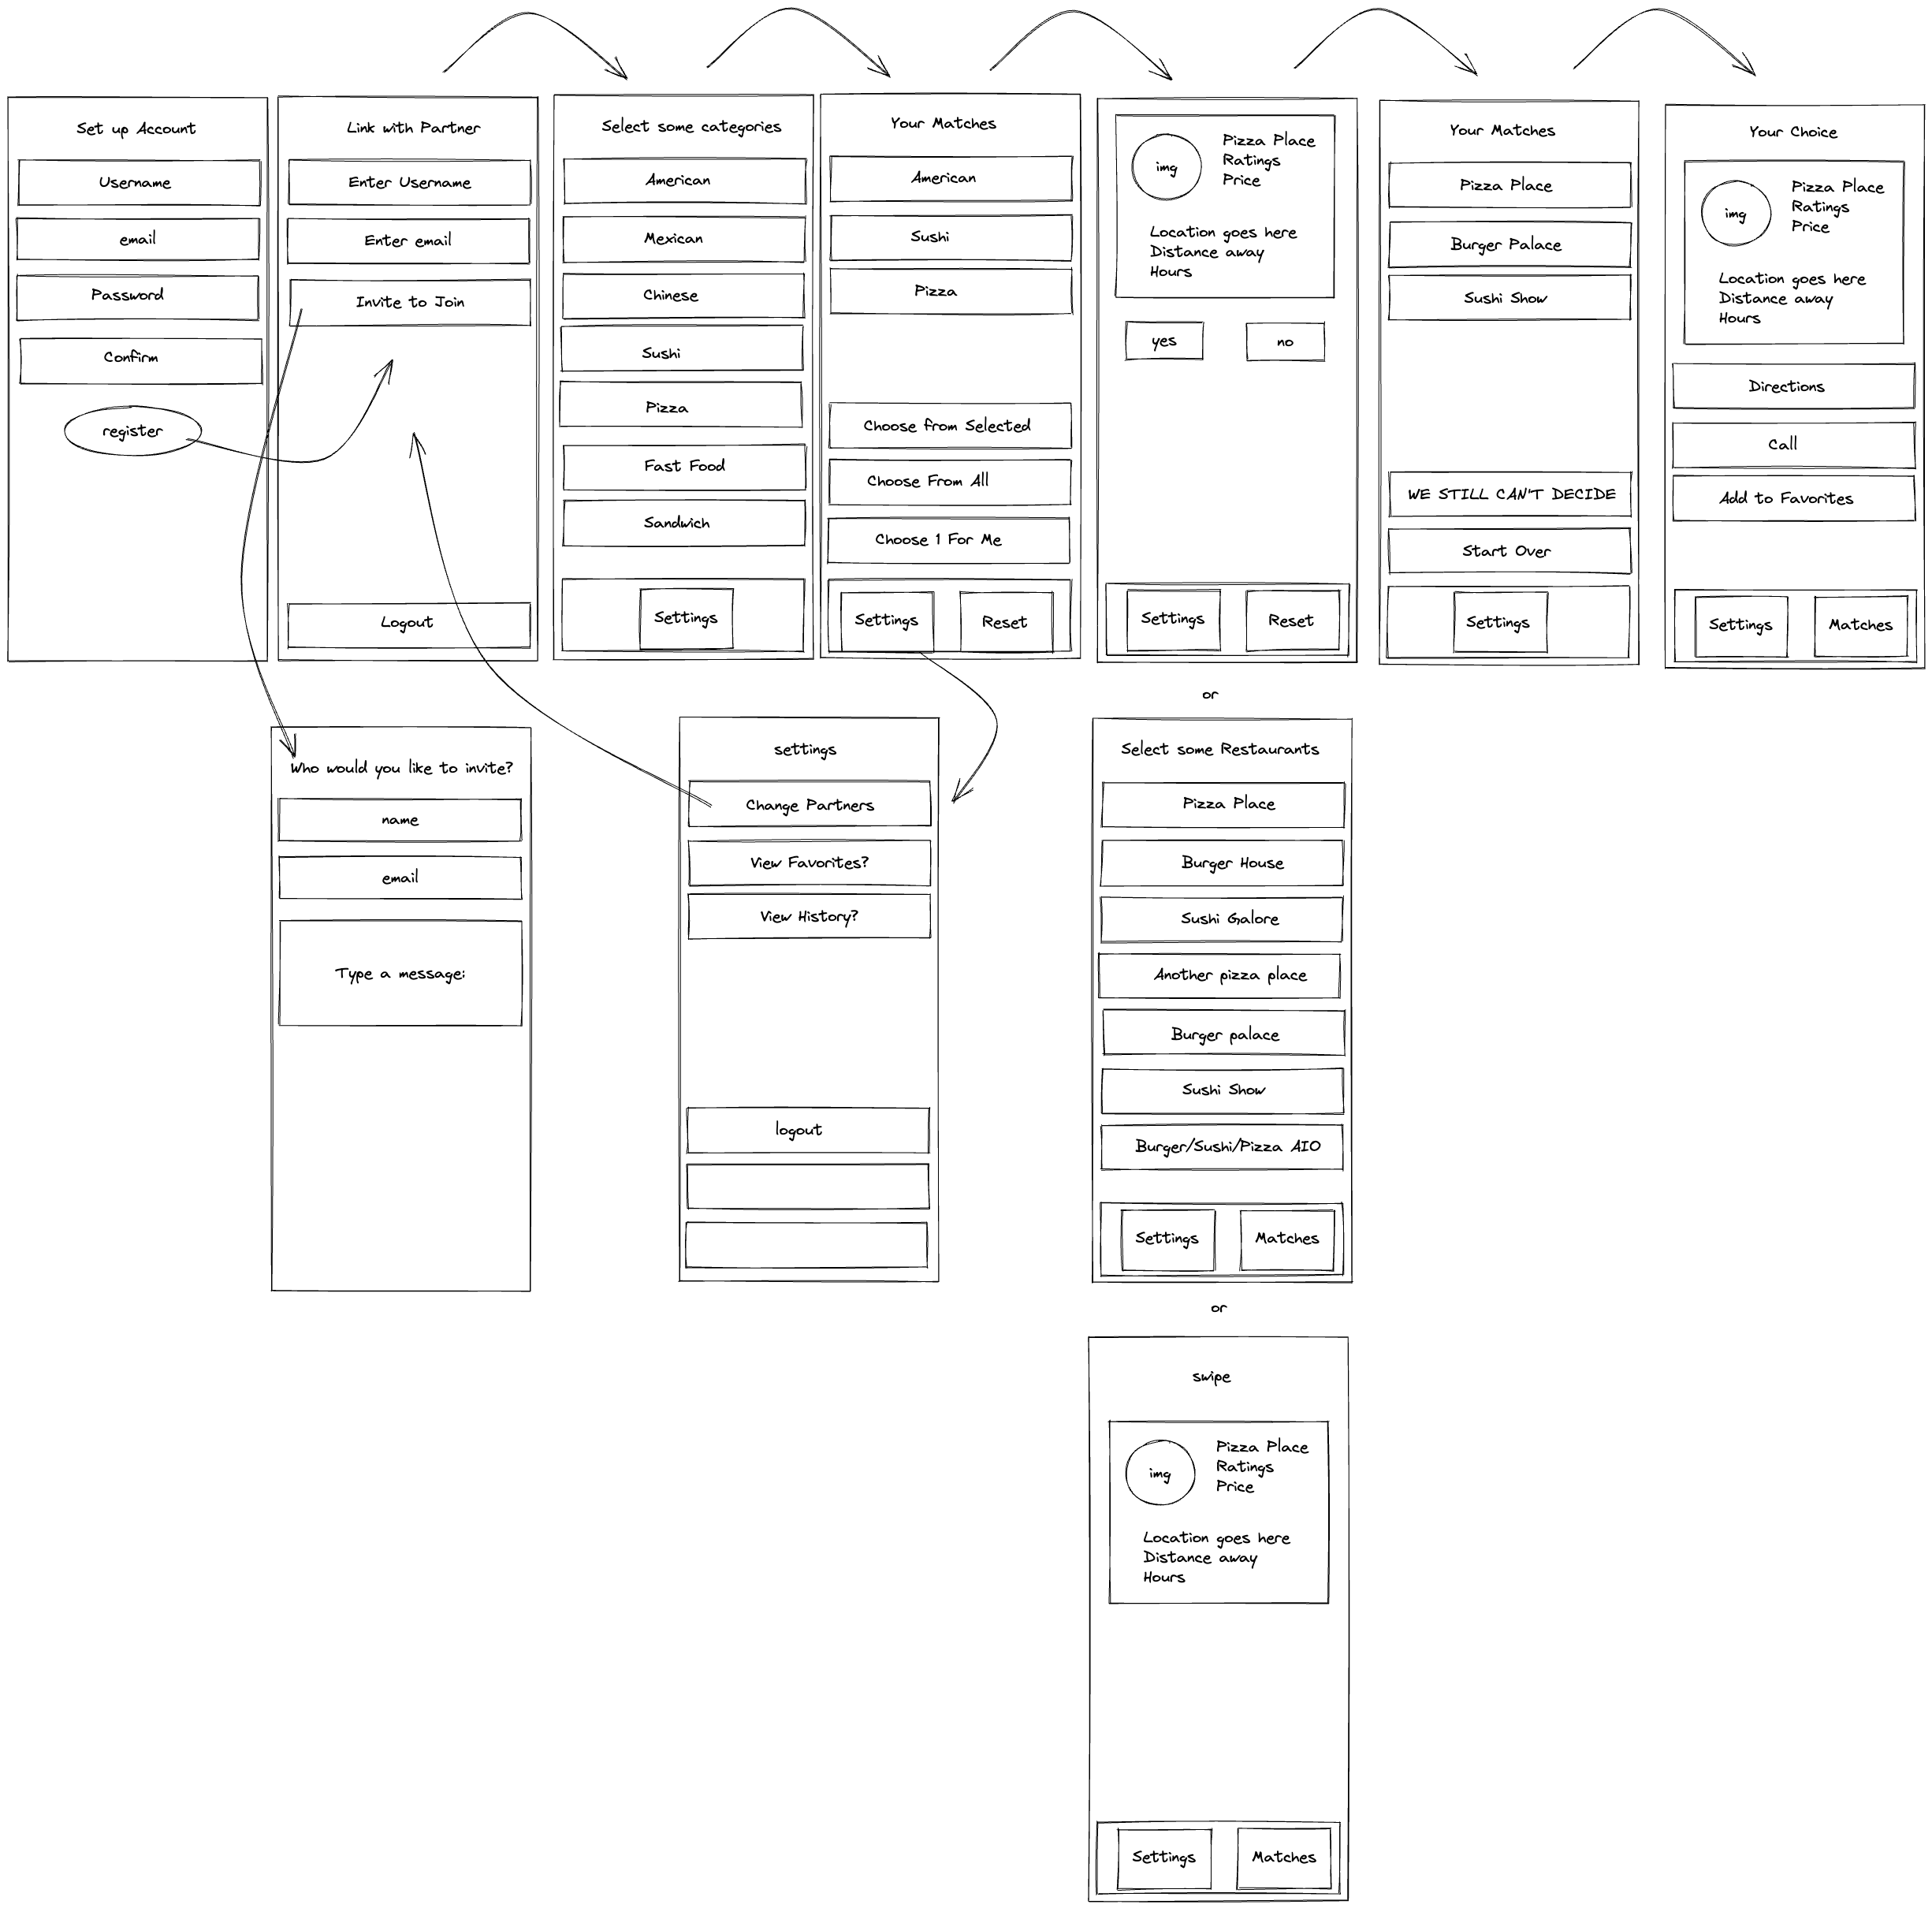 Set up Account
Username
email
Password
Confirm
register
Link with Partner
Enter Username
Enter email
Invite to Join
Logout
Select some categories
American
Mexican
Chinese
Sushi
Pizza
Fast Food
Sandwich
Settings
Your Matches
American
Sushi
Pizza
Choose from Selected
Choose From All
Choose 1 For Me
Settings
Reset
img
Pizza Place
Ratings
Price
Location goes here
Distance away
Hours
yes
no
Settings
Reset
Your Matches
Pizza Place
Burger Palace
Sushi Show
WE STILL CAN'T DECIDE
Start Over
Settings
Your Choice
img
Pizza Place
Ratings
Price
Location goes here
Distance away
Hours
Directions
Call
Add to Favorites
Settings
Matches
Who would you like to invite?
name
email
Type a message:
settings
Change Partners
View Favorites?
View History?
logout
or
Select some Restaurants
Pizza Place
Burger House
Sushi Galore
Another pizza place
Burger palace
Sushi Show
Burger/Sushi/Pizza AIO
Settings
Matches
or
swipe
img
Pizza Place
Ratings
Price
Location goes here
Distance away
Hours
Settings
Matches